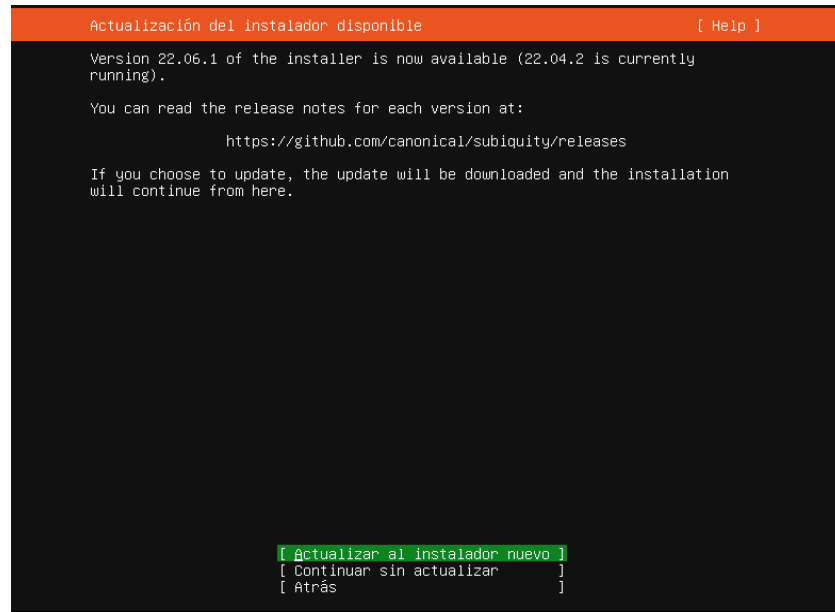 Actualización del instalador disponible [ Help ]
Version 22.06.1 of the installer is now available (22.04.2 is currently
running).
You can read the release notes for each version at:
https://github.com/canonical/subiquity/releases
If you choose to update, the update will be downloaded and the installation
will continue from here.
[ Actualizar al instalador nuevo ]
[ Continuar sin actualizar ]
[ Atrás ]